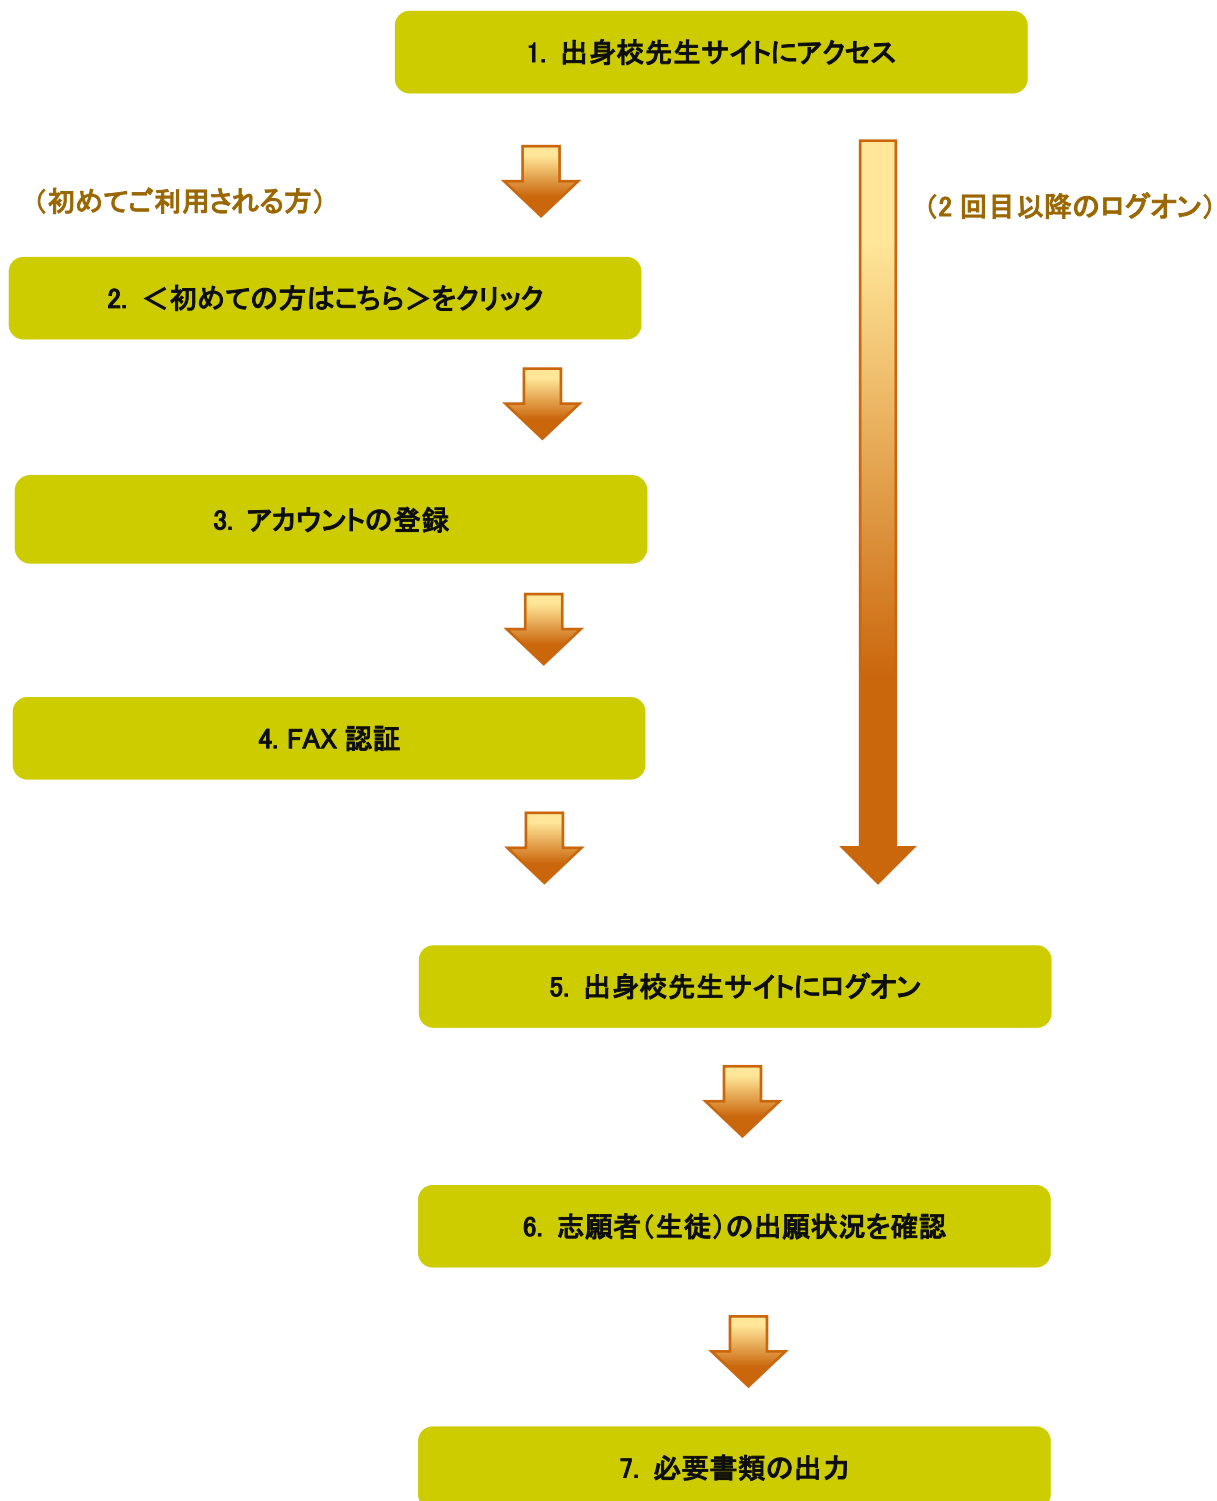 1. 出身校先生サイトにアクセス
(初めてご利用される方)
(2 回目以降のログオン)
2. <初めての方はこちら>をクリック
3. アカウントの登録
4. FAX 認証
5. 出身校先生サイトにログオン
6. 志願者(生徒)の出願状況を確認
7. 必要書類の出力